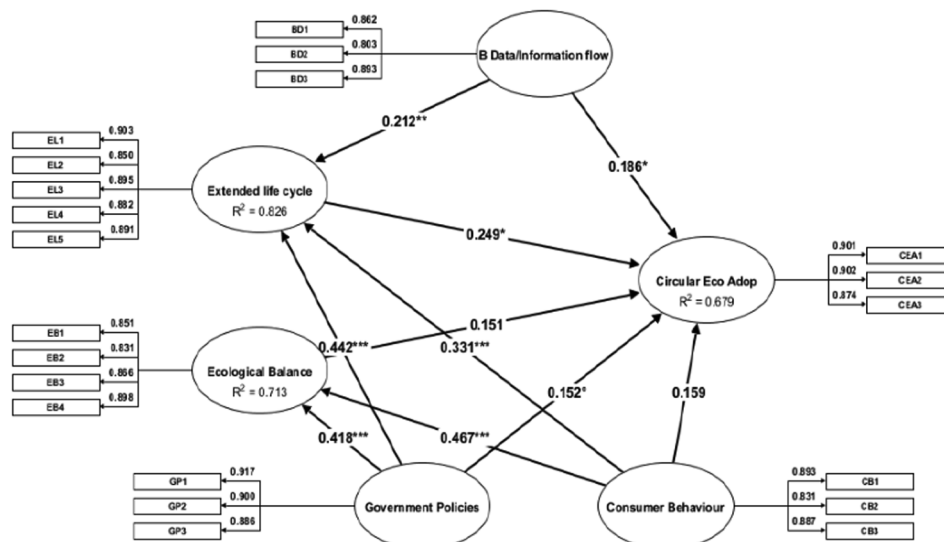 BD1
0.862
BD2
0.803
BD3
0.893
B Data/Information flow
0.212**
0.186*
EL1
0.903
EL2
0.850
EL3
0.895
EL4
0.882
EL5
0.891
Extended life cycle
R² = 0.826
0.249*
Circular Eco Adop
R² = 0.679
0.901
CEA1
0.902
CEA2
0.874
CEA3
EB1
0.851
EB2
0.831
EB3
0.866
EB4
0.898
Ecological Balance
R² = 0.713
0.151
0.442***
0.331***
0.152*
0.159
0.418***
0.467***
GP1
0.917
GP2
0.900
GP3
0.886
Government Policies
Consumer Behaviour
0.893
CB1
0.831
CB2
0.887
CB3